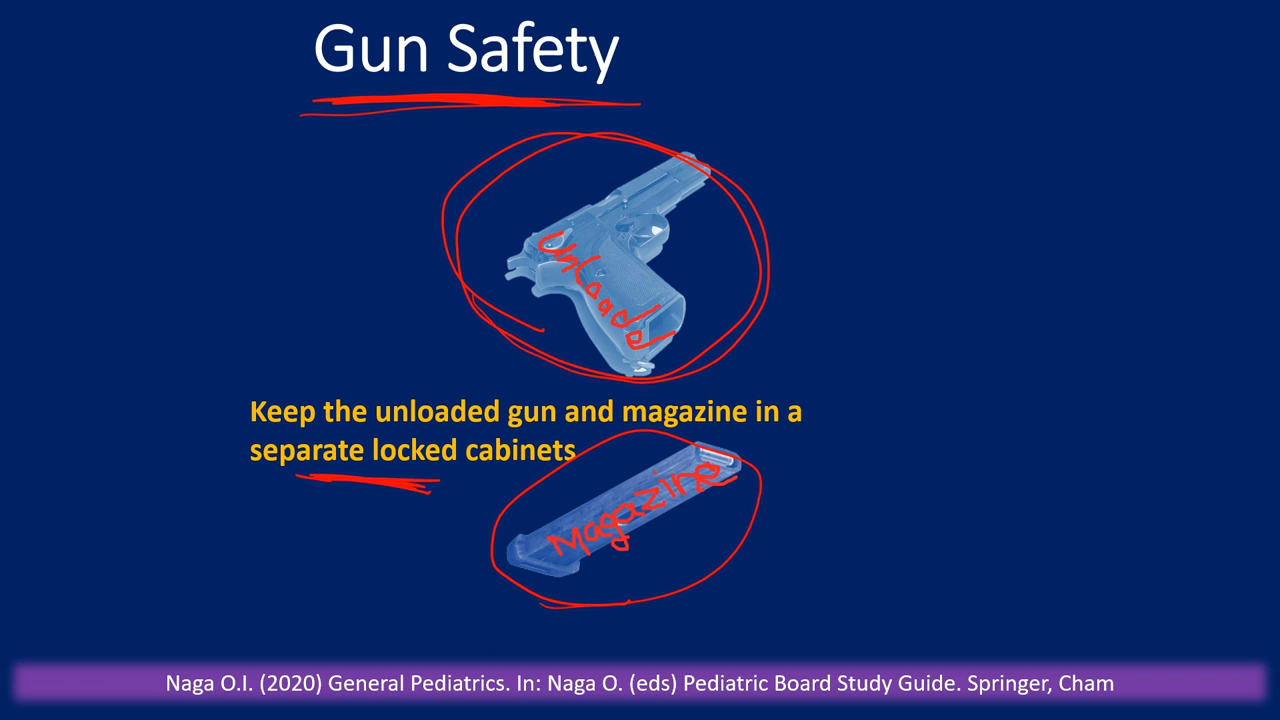 Gun Safety
Unloaded
Keep the unloaded gun and magazine in a
separate locked cabinets
Magazine
Naga O.I. (2020) General Pediatrics. In: Naga O. (eds) Pediatric Board Study Guide. Springer, Cham